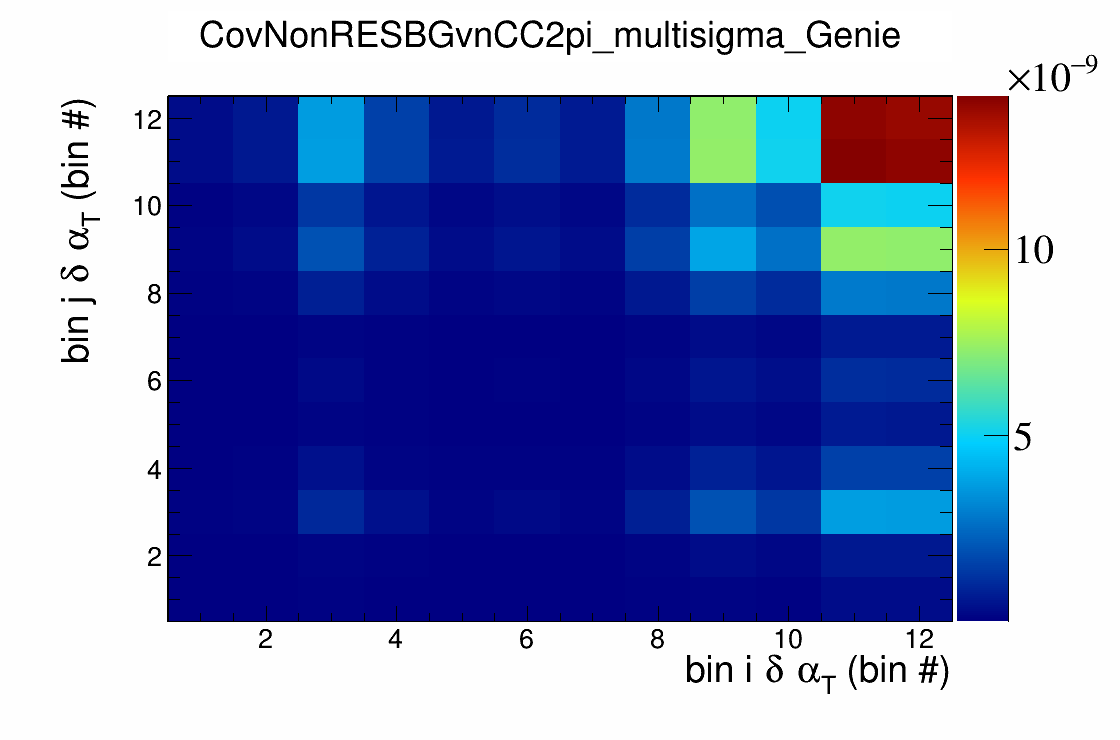 CovNonRESBGvnCC2pi_multisigma_Genie
×10⁻⁹
bin j δ α_T (bin #)
12
10
8
6
4
2
10
5
2 4 6 8 10 12
bin i δ α_T (bin #)